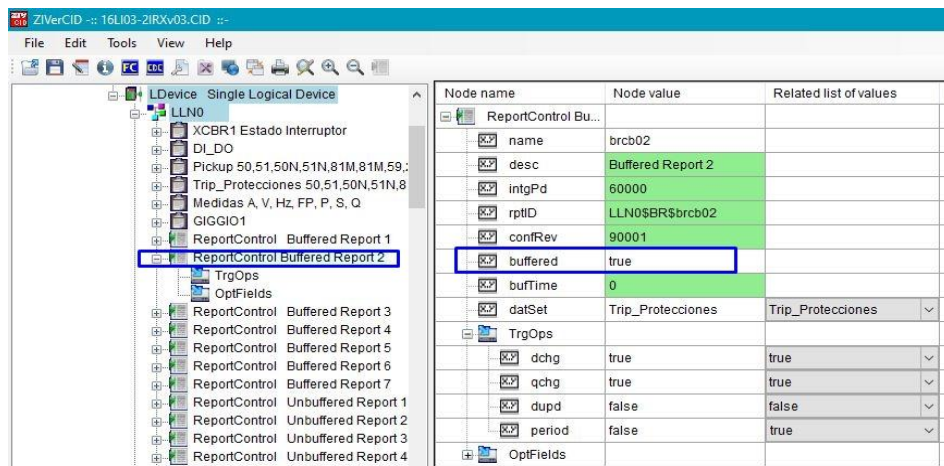 ZIVerCID -:: 16LI03-2IRXv03.CID ::-
File Edit Tools View Help
FC CDC
LDevice Single Logical Device
LLN0
XCBR1 Estado Interruptor
DI_DO
Pickup 50,51,50N,51N,81M,81M,59,
Trip_Protecciones 50,51,50N,51N,8
Medidas A, V, Hz, FP, P, S, Q
GIGGIO1
ReportControl Buffered Report 1
ReportControl Buffered Report 2
TrgOps
OptFields
ReportControl Buffered Report 3
ReportControl Buffered Report 4
ReportControl Buffered Report 5
ReportControl Buffered Report 6
ReportControl Buffered Report 7
ReportControl Unbuffered Report 1
ReportControl Unbuffered Report 2
ReportControl Unbuffered Report 3
ReportControl Unbuffered Report 4
Node name Node value Related list of values
ReportControl Bu...
X.Y name brcb02
X.Y desc Buffered Report 2
X.Y intgPd 60000
X.Y rptID LLN0$BR$brcb02
X.Y confRev 90001
X.Y buffered true
X.Y bufTime 0
X.Y datSet Trip_Protecciones Trip_Protecciones
TrgOps
X.Y dchg true true
X.Y qchg true true
X.Y dupd false false
X.Y period false true
OptFields